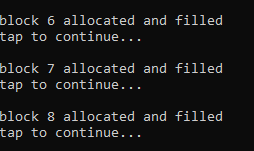 block 6 allocated and filled
tap to continue...
block 7 allocated and filled
tap to continue...
block 8 allocated and filled
tap to continue...